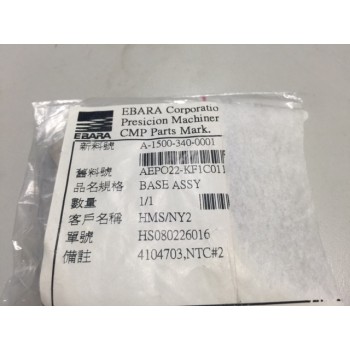 EBARA Corporatio
Presicion Machiner
CMP Parts Mark.
EBARA
新料號 A-1500-340-0001
舊料號 AEPO22-KF1C011
品名規格 BASE ASSY
數量 1/1
客戶名稱 HMS/NY2
單號 HS080226016
備註 4104703,NTC#2